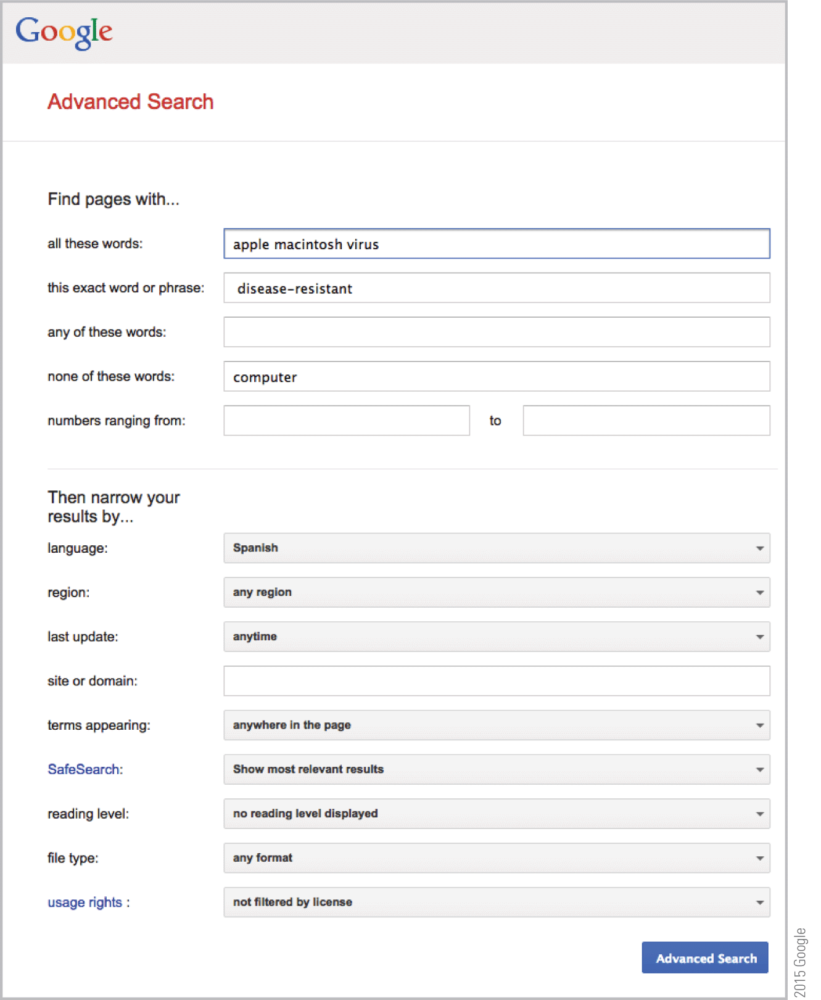 Google
Advanced Search
Find pages with...
all these words: apple macintosh virus
this exact word or phrase: disease-resistant
any of these words:
none of these words: computer
numbers ranging from: to
Then narrow your
results by...
language: Spanish
region: any region
last update: anytime
site or domain:
terms appearing: anywhere in the page
SafeSearch: Show most relevant results
reading level: no reading level displayed
file type: any format
usage rights : not filtered by license
Advanced Search
2015 Google